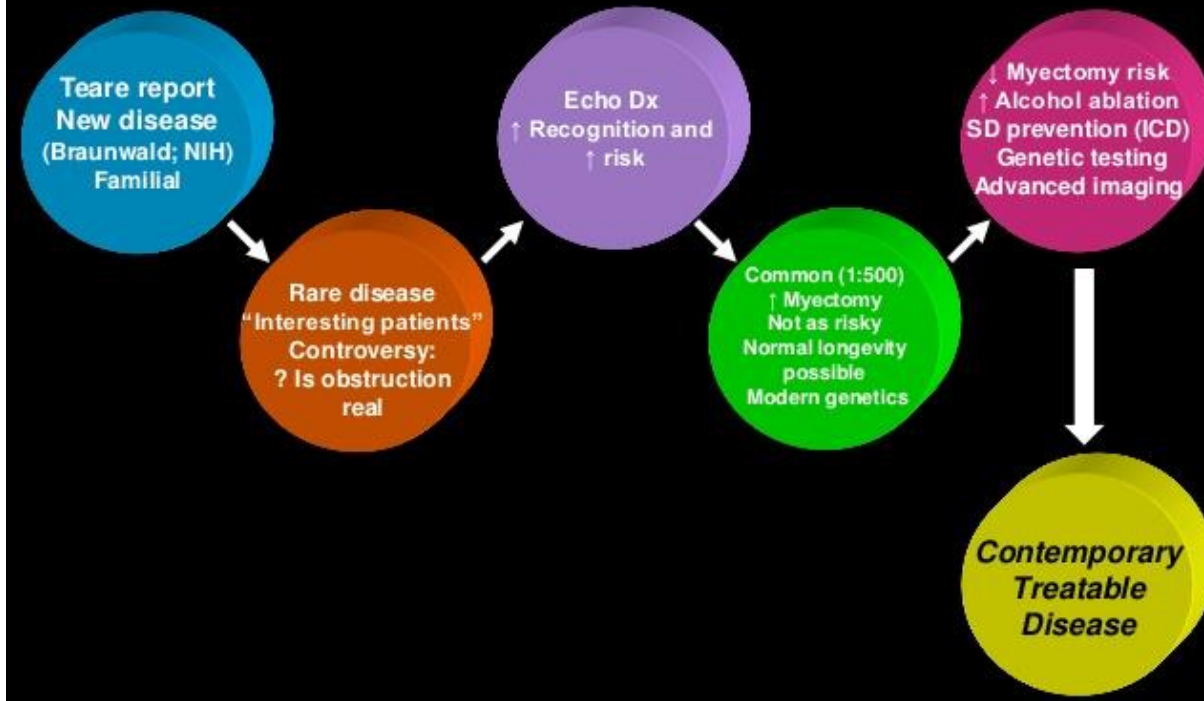 Teare report
New disease
(Braunwald; NIH)
Familial
Rare disease
“Interesting patients”
Controversy:
? Is obstruction
real
Echo Dx
↑ Recognition and
↑ risk
Common (1:500)
↑ Myectomy
Not as risky
Normal longevity
possible
Modern genetics
↓ Myectomy risk
↑ Alcohol ablation
SD prevention (ICD)
Genetic testing
Advanced imaging
Contemporary
Treatable
Disease